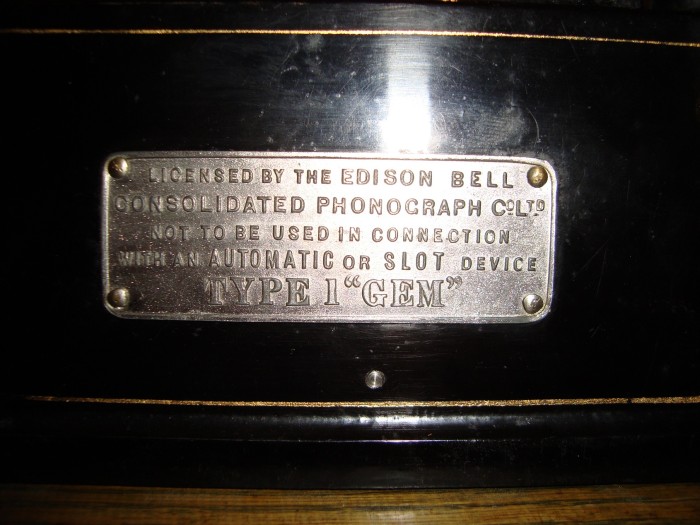 LICENSED BY THE EDISON BELL
CONSOLIDATED PHONOGRAPH CO LTD
NOT TO BE USED IN CONNECTION
WITH AN AUTOMATIC OR SLOT DEVICE
TYPE 1 "GEM"